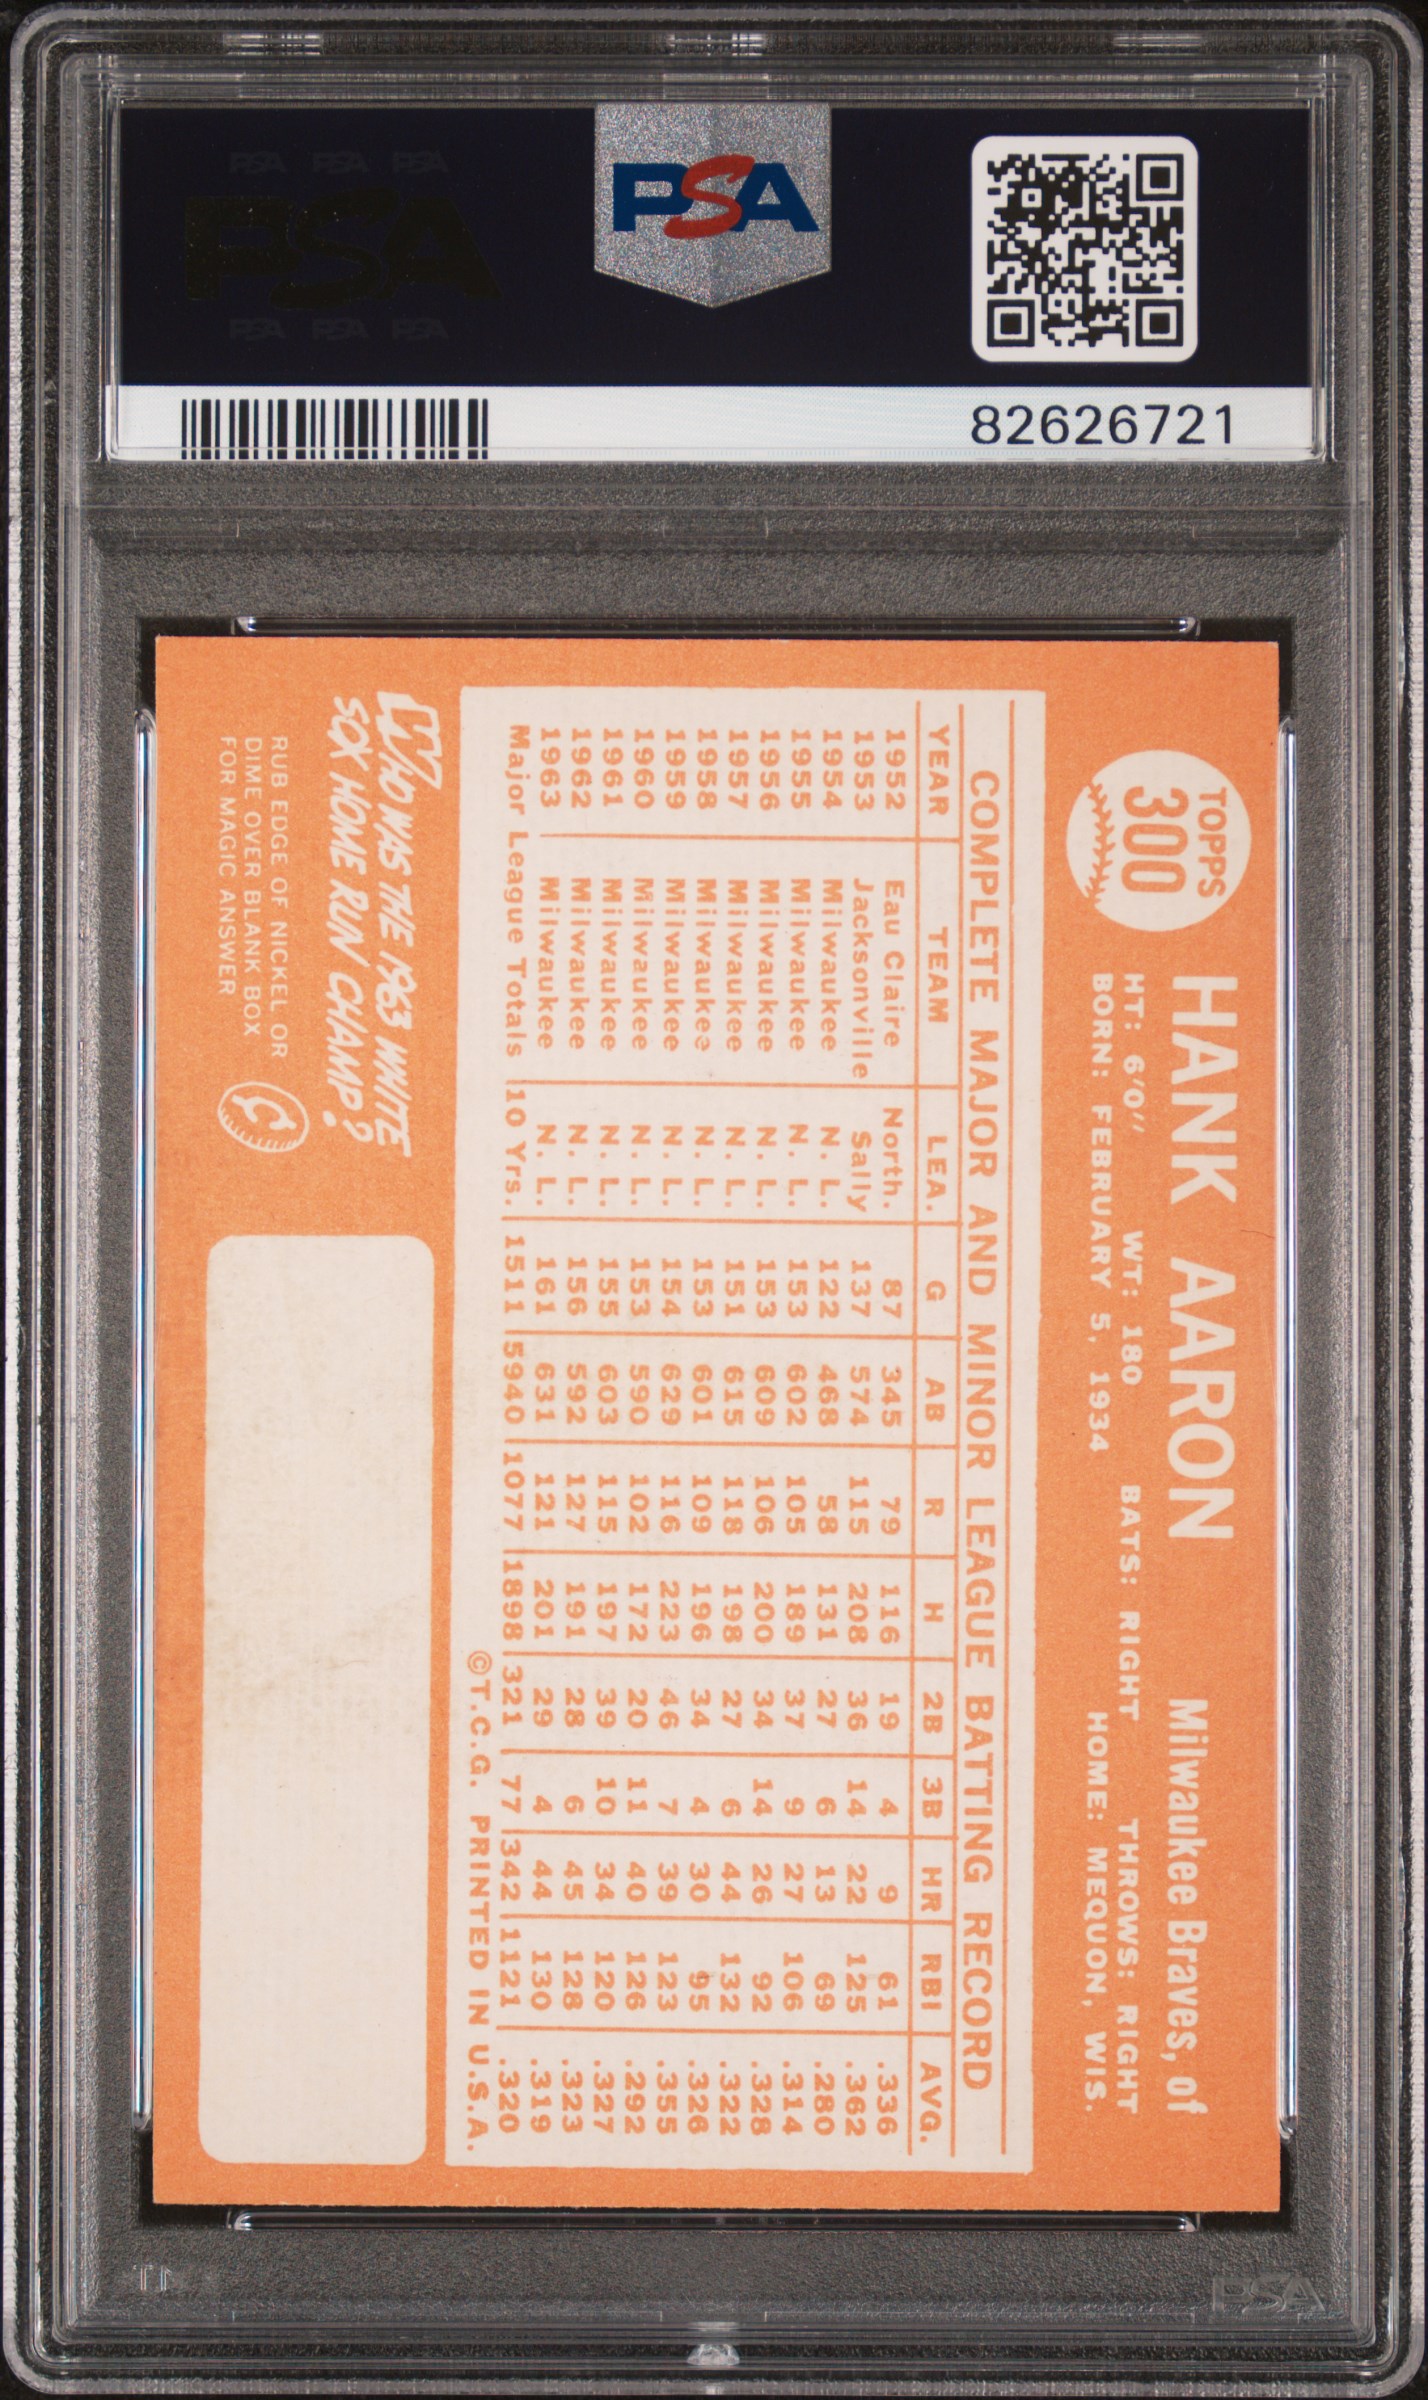 PSA PSA PSA
PSA
PSA PSA PSA
PSA
82626721
TOPPS
300
HANK AARON Milwaukee Braves, of
HT: 6'0" WT: 180 BATS: RIGHT THROWS: RIGHT
BORN: FEBRUARY 5, 1934 HOME: MEQUON, WIS.
COMPLETE MAJOR AND MINOR LEAGUE BATTING RECORD
YEAR TEAM LEA. G AB R H 2B 3B HR RBI AVG.
1952 Eau Claire North. 87 345 79 116 19 4 9 61 .336
1953 Jacksonville Sally 137 574 115 208 36 14 22 125 .362
1954 Milwaukee N. L. 122 468 58 131 27 6 13 69 .280
1955 Milwaukee N. L. 153 602 105 189 37 9 27 106 .314
1956 Milwaukee N. L. 153 609 106 200 34 14 26 92 .328
1957 Milwaukee N. L. 151 615 118 198 27 6 44 132 .322
1958 Milwaukee N. L. 153 601 109 196 34 4 30 95 .326
1959 Milwaukee N. L. 154 629 116 223 46 7 39 123 .355
1960 Milwaukee N. L. 153 590 102 172 20 11 40 126 .292
1961 Milwaukee N. L. 155 603 115 197 39 10 34 120 .327
1962 Milwaukee N. L. 156 592 127 191 28 6 45 128 .323
1963 Milwaukee N. L. 161 631 121 201 29 4 44 130 .319
Major League Totals 10 Yrs. 1511 5940 1077 1898 321 77 342 1121 .320
©T.C.G. PRINTED IN U.S.A.
WHO WAS THE 1963 WHITE
SOX HOME RUN CHAMP?
RUB EDGE OF NICKEL OR
DIME OVER BLANK BOX
FOR MAGIC ANSWER
PSA